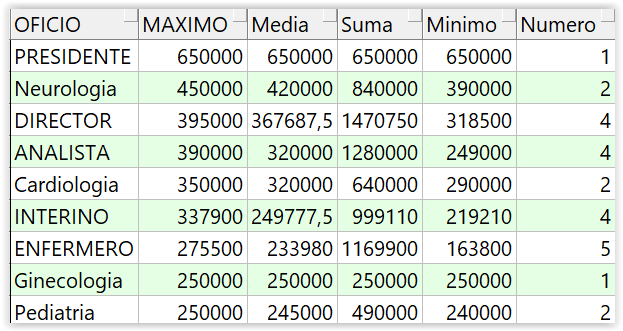 OFICIO MAXIMO Media Suma Minimo Numero
PRESIDENTE 650000 650000 650000 650000 1
Neurologia 450000 420000 840000 390000 2
DIRECTOR 395000 367687,5 1470750 318500 4
ANALISTA 390000 320000 1280000 249000 4
Cardiologia 350000 320000 640000 290000 2
INTERINO 337900 249777,5 999110 219210 4
ENFERMERO 275500 233980 1169900 163800 5
Ginecologia 250000 250000 250000 250000 1
Pediatria 250000 245000 490000 240000 2